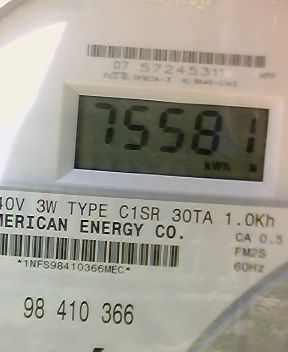 07 5724531
75581
kWh
40V 3W TYPE C1SR 30TA 1.0Kh
MERICAN ENERGY CO.
CA 0.5
FM2S
60Hz
*1NFS98410366MEC*
98 410 366